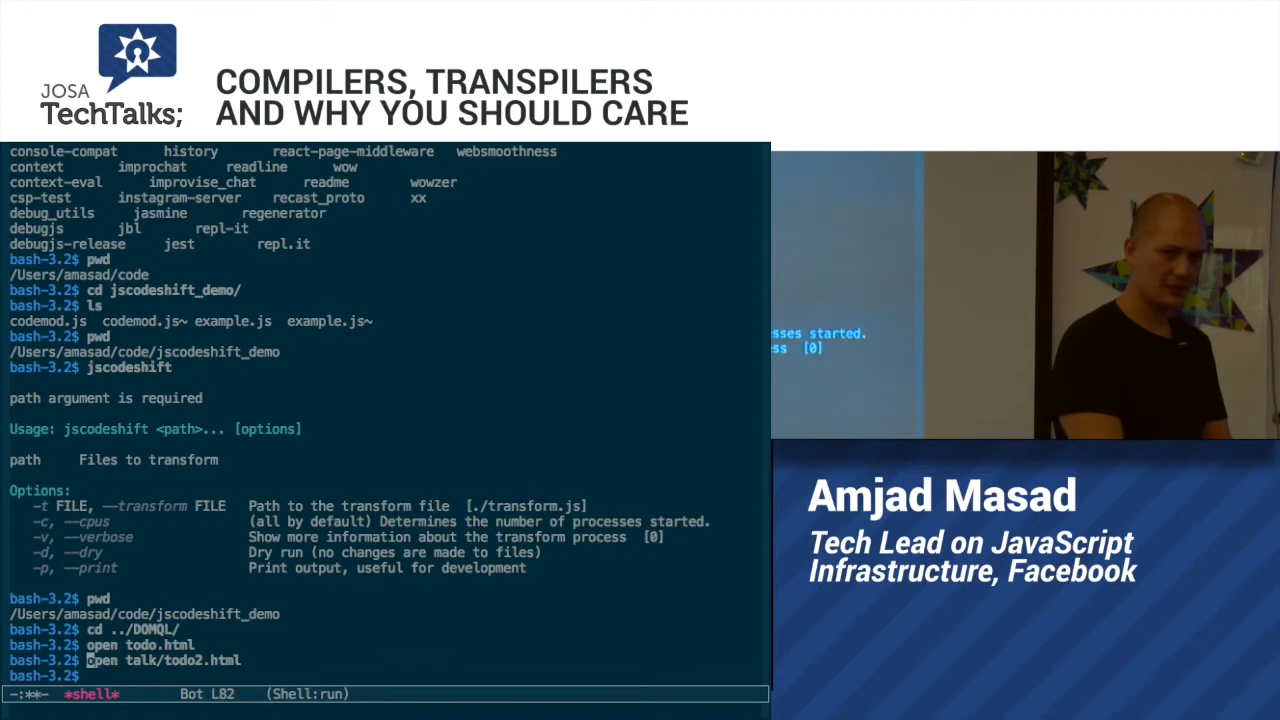 JOSA
TechTalks;
COMPILERS, TRANSPILERS
AND WHY YOU SHOULD CARE
console-compat history react-page-middleware websmoothness
context improchat readline wow
context-eval improvise_chat readme wowzer
csp-test instagram-server recast_proto xx
debug_utils jasmine regenerator
debugjs jbl repl-it
debugjs-release jest repl.it
bash-3.2$ pwd
/Users/amasad/code
bash-3.2$ cd jscodeshift_demo/
bash-3.2$ ls
codemod.js codemod.js~ example.js example.js~
bash-3.2$ pwd
/Users/amasad/code/jscodeshift_demo
bash-3.2$ jscodeshift
path argument is required
Usage: jscodeshift <path>... [options]
path Files to transform
Options:
-t FILE, --transform FILE Path to the transform file [./transform.js]
-c, --cpus (all by default) Determines the number of processes started.
-v, --verbose Show more information about the transform process [0]
-d, --dry Dry run (no changes are made to files)
-p, --print Print output, useful for development
bash-3.2$ pwd
/Users/amasad/code/jscodeshift_demo
bash-3.2$ cd ../DOMQL/
bash-3.2$ open todo.html
bash-3.2$ open talk/todo2.html
bash-3.2$
-:**- *shell* Bot L82 (Shell:run)
sses started.
ss [0]
Amjad Masad
Tech Lead on JavaScript
Infrastructure, Facebook